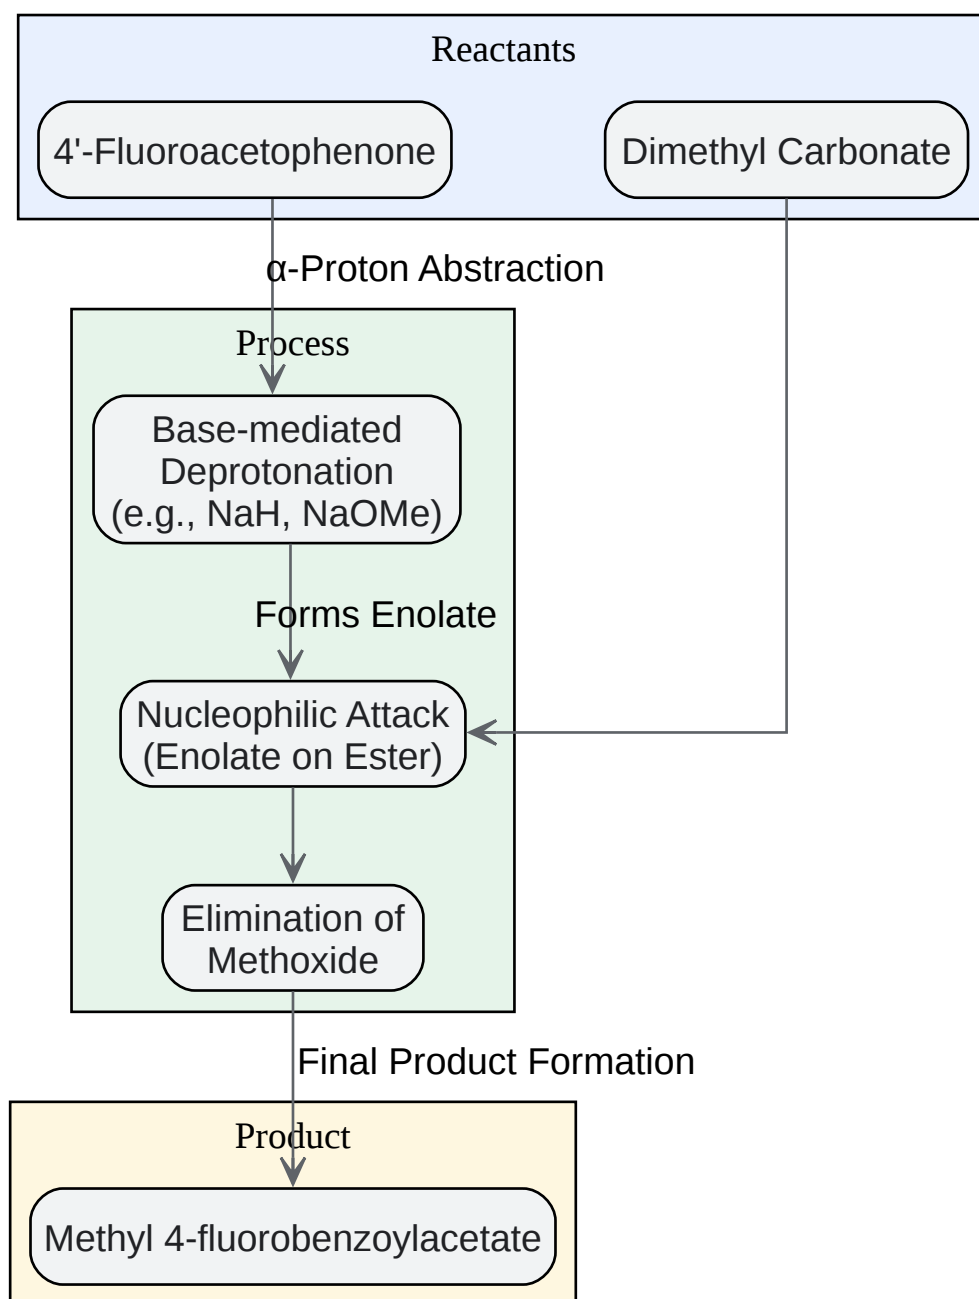 Reactants
4'-Fluoroacetophenone
Dimethyl Carbonate
α-Proton Abstraction
Process
Base-mediated
Deprotonation
(e.g., NaH, NaOMe)
Forms Enolate
Nucleophilic Attack
(Enolate on Ester)
Elimination of
Methoxide
Final Product Formation
Product
Methyl 4-fluorobenzoylacetate